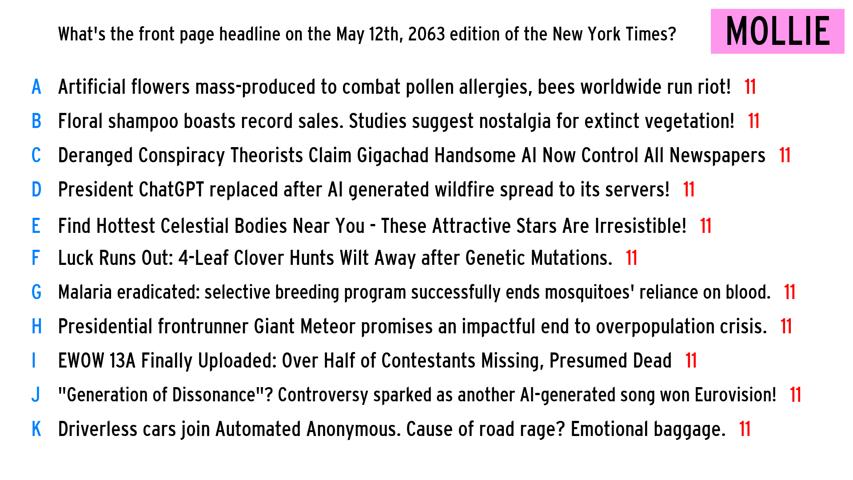 What's the front page headline on the May 12th, 2063 edition of the New York Times?
MOLLIE
A Artificial flowers mass-produced to combat pollen allergies, bees worldwide run riot! 11
B Floral shampoo boasts record sales. Studies suggest nostalgia for extinct vegetation! 11
C Deranged Conspiracy Theorists Claim Gigachad Handsome AI Now Control All Newspapers 11
D President ChatGPT replaced after AI generated wildfire spread to its servers! 11
E Find Hottest Celestial Bodies Near You - These Attractive Stars Are Irresistible! 11
F Luck Runs Out: 4-Leaf Clover Hunts Wilt Away after Genetic Mutations. 11
G Malaria eradicated: selective breeding program successfully ends mosquitoes' reliance on blood. 11
H Presidential frontrunner Giant Meteor promises an impactful end to overpopulation crisis. 11
I EWOW 13A Finally Uploaded: Over Half of Contestants Missing, Presumed Dead 11
J "Generation of Dissonance"? Controversy sparked as another AI-generated song won Eurovision! 11
K Driverless cars join Automated Anonymous. Cause of road rage? Emotional baggage. 11